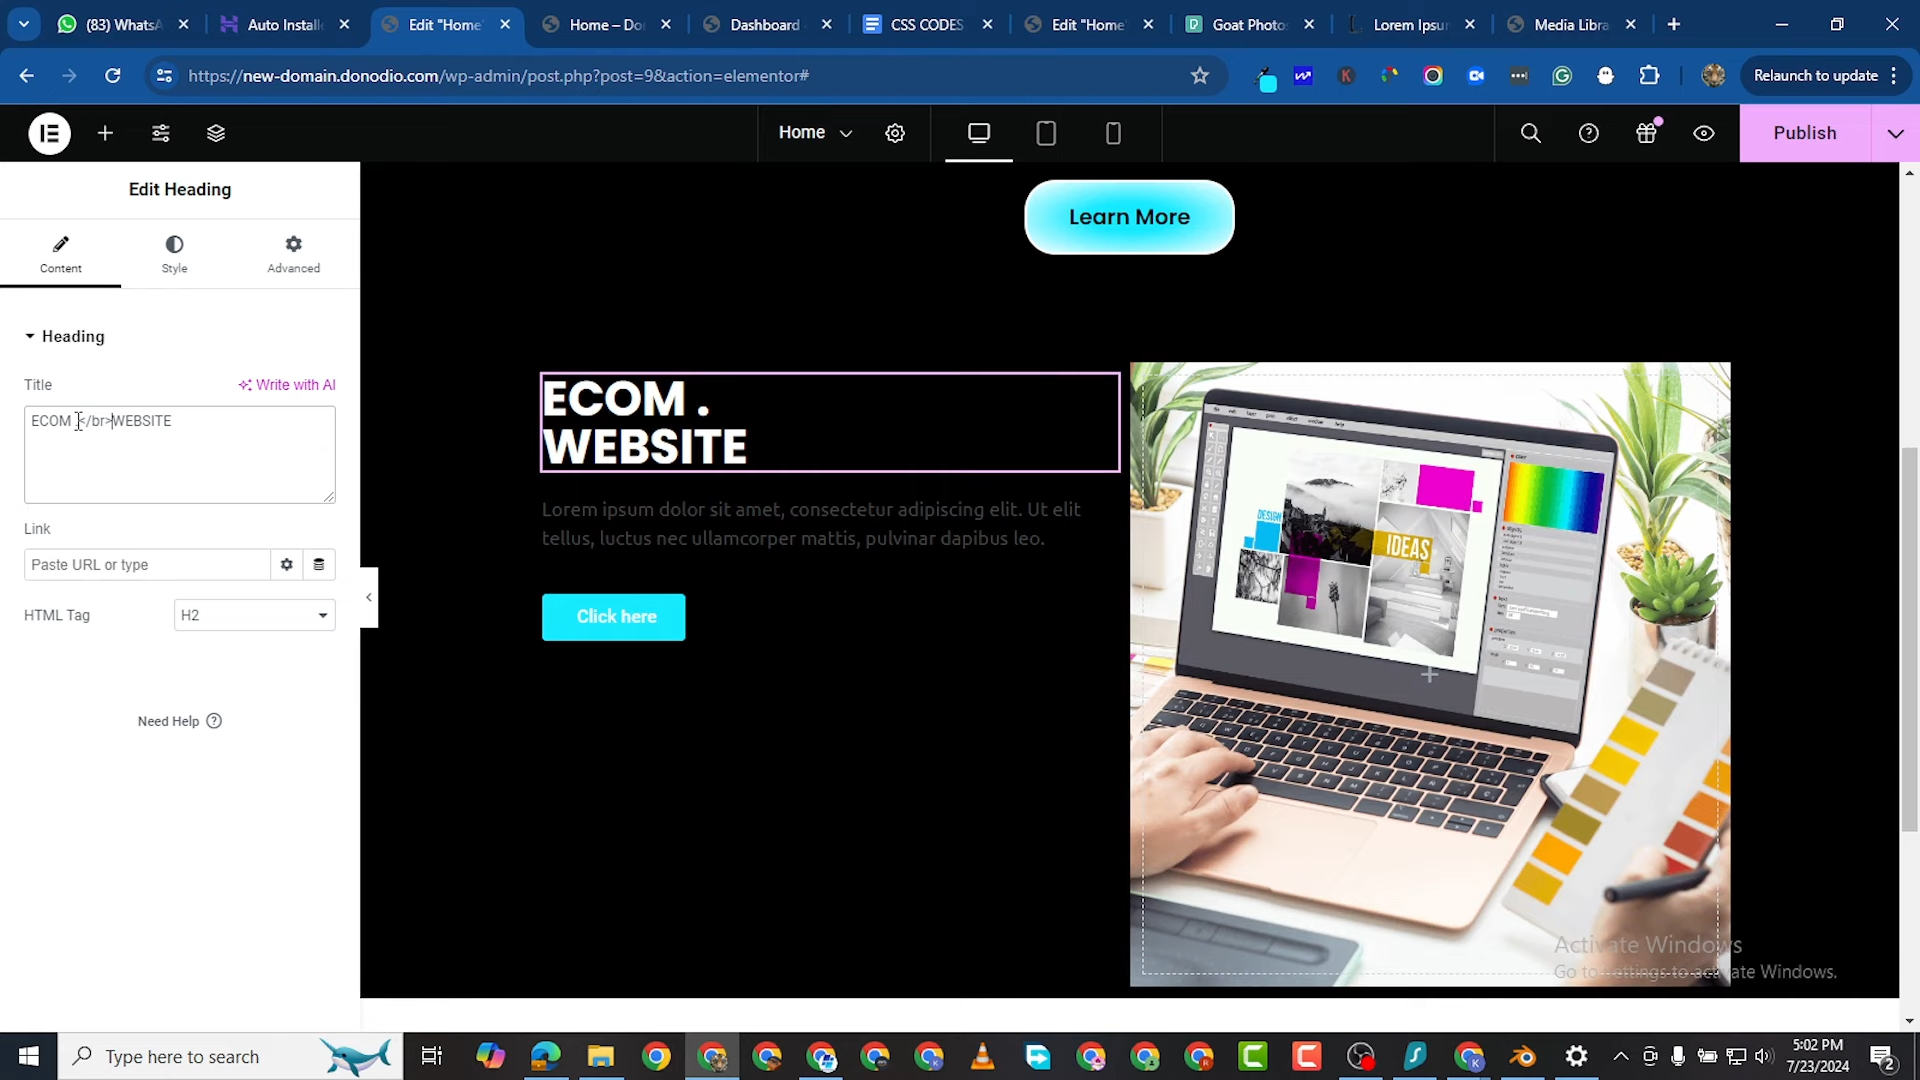 (83) WhatsA
Auto Installe
Edit "Home"
Home – Do
Dashboard
CSS CODES
Edit "Home"
Goat Photos
Lorem Ipsu
Media Libra
https://new-domain.donodio.com/wp-admin/post.php?post=9&action=elementor#
Relaunch to update
Home
Publish
Edit Heading
Content
Style
Advanced
Heading
Title
Write with AI
ECOM .</br>WEBSITE
Link
Paste URL or type
HTML Tag
H2
Need Help
Learn More
ECOM .
WEBSITE
Lorem ipsum dolor sit amet, consectetur adipiscing elit. Ut elit
tellus, luctus nec ullamcorper mattis, pulvinar dapibus leo.
Click here
DESIGN
IDEAS
Activate Windows
Go to settings to activate Windows.
Type here to search
5:02 PM
7/23/2024
2